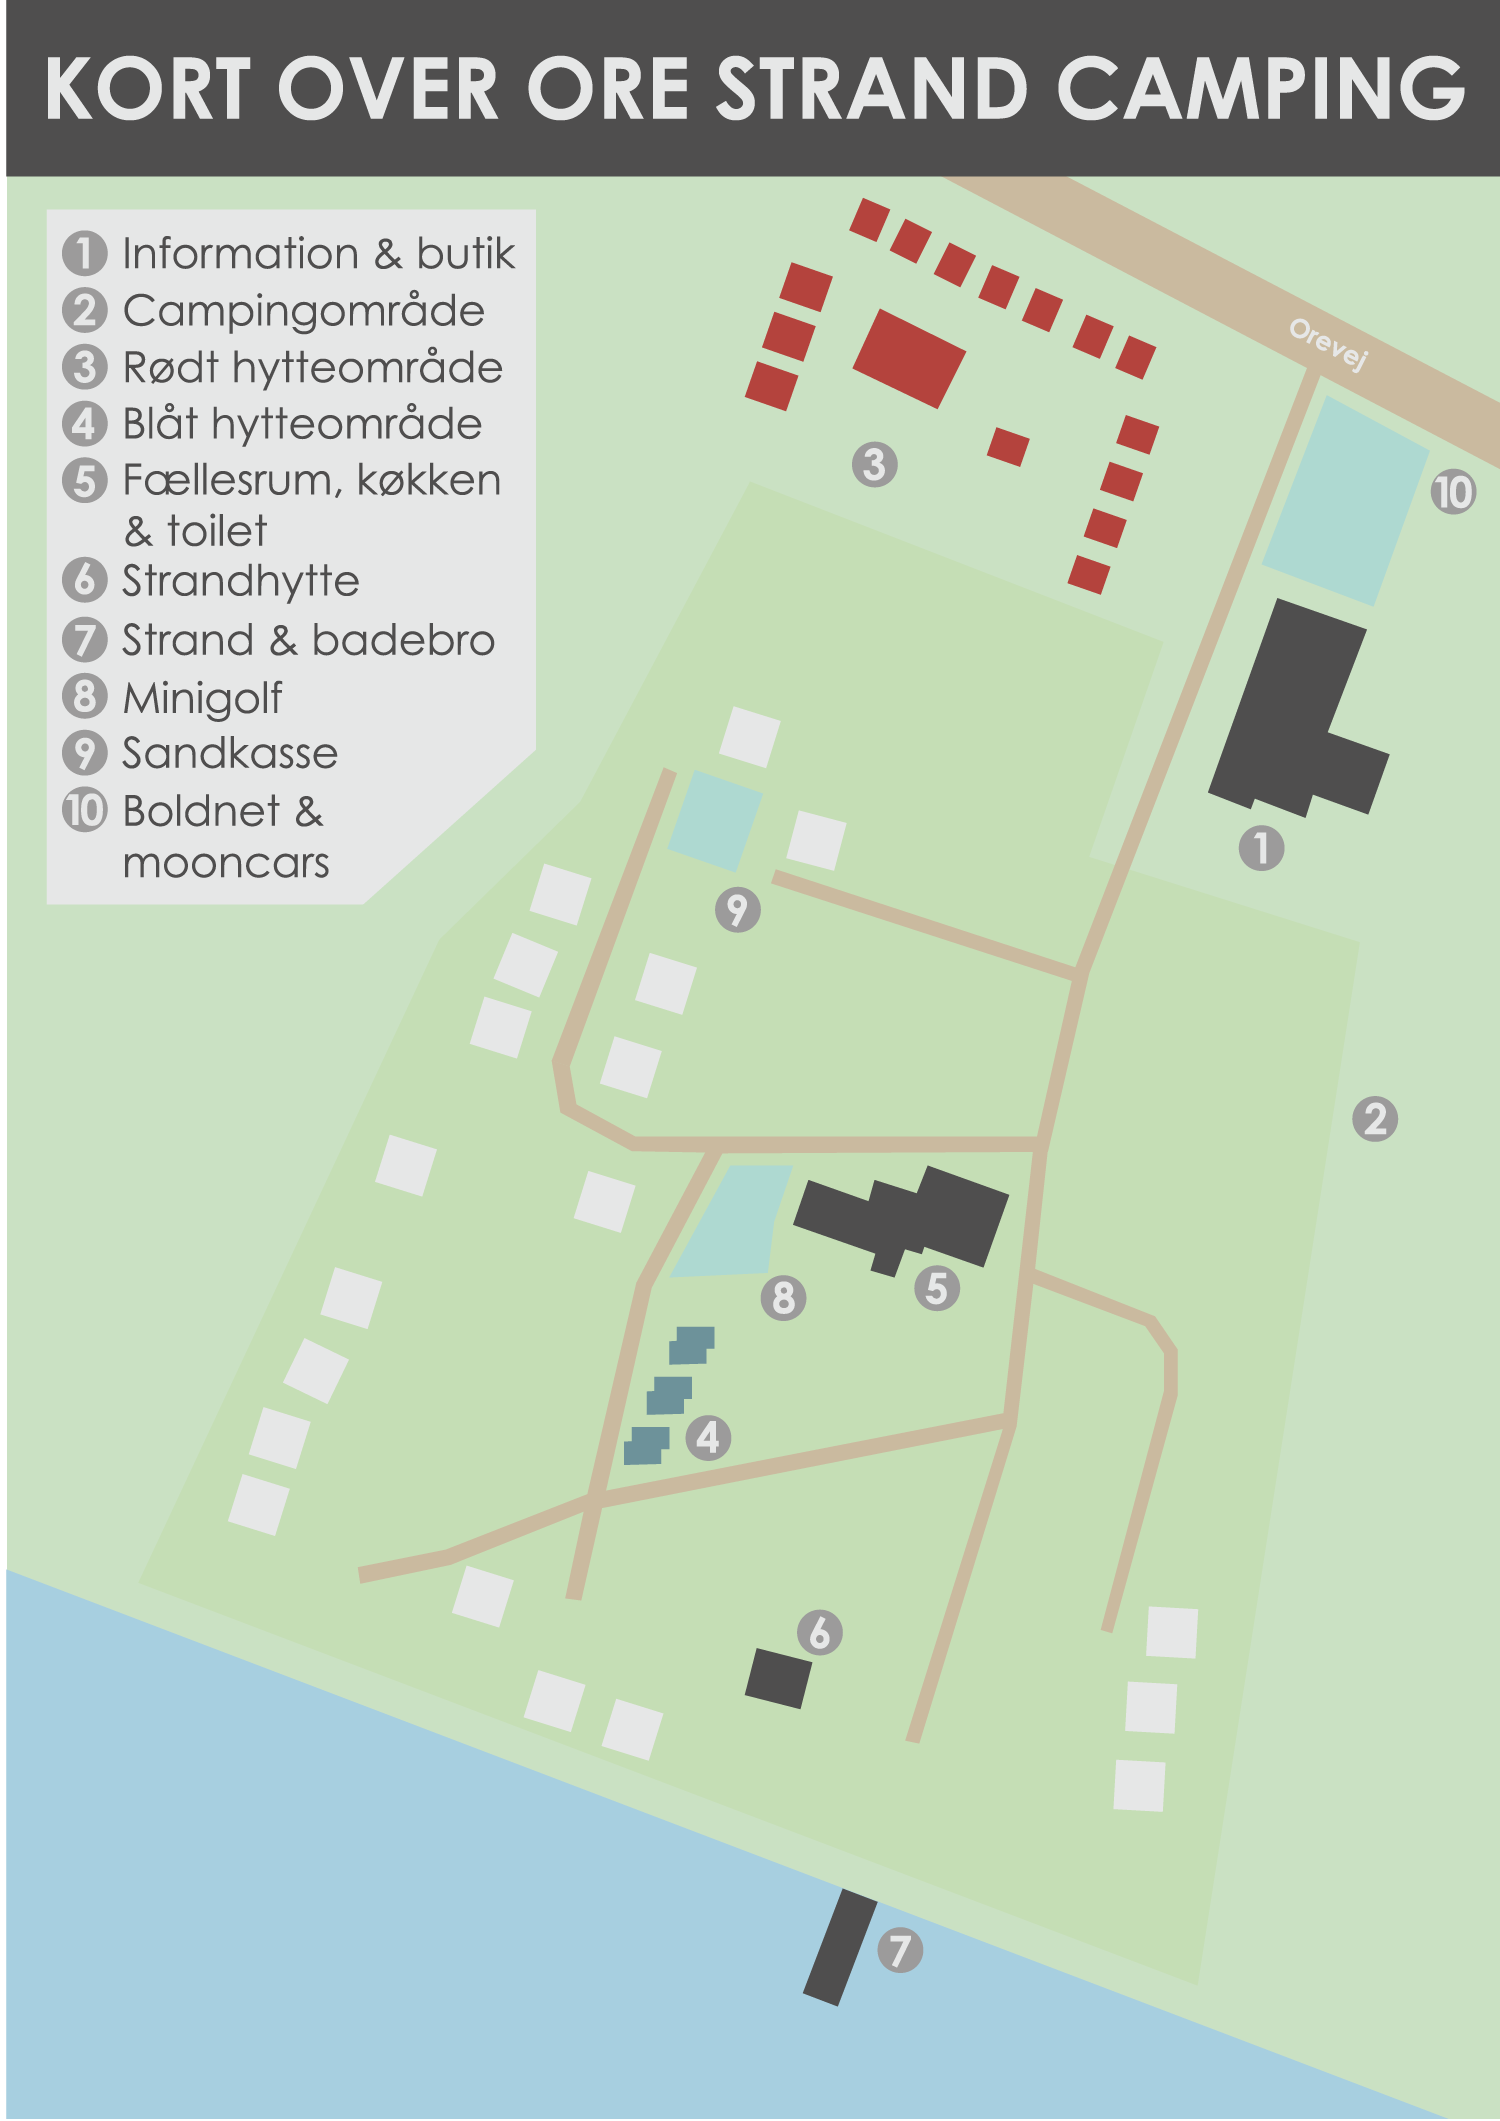 KORT OVER ORE STRAND CAMPING
1 Information & butik
2 Campingområde
3 Rødt hytteområde
4 Blåt hytteområde
5 Fællesrum, køkken
& toilet
6 Strandhytte
7 Strand & badebro
8 Minigolf
9 Sandkasse
10 Boldnet &
mooncars
Orevej
3
10
1
9
2
8
5
4
6
7